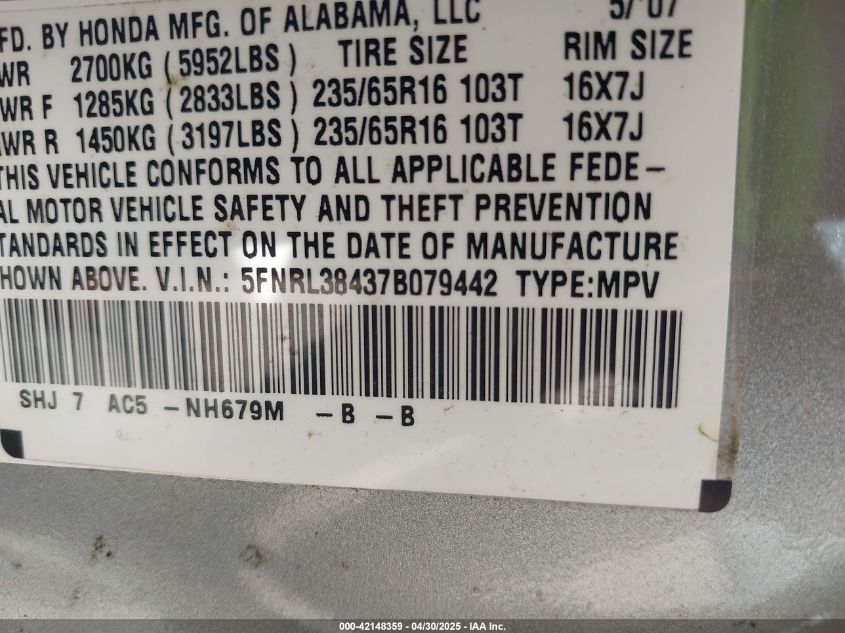 FD. BY HONDA MFG. OF ALABAMA, LLC 5/'07
WR 2700KG (5952LBS) TIRE SIZE RIM SIZE
WR F 1285KG (2833LBS) 235/65R16 103T 16X7J
WR R 1450KG (3197LBS) 235/65R16 103T 16X7J
THIS VEHICLE CONFORMS TO ALL APPLICABLE FEDE-
AL MOTOR VEHICLE SAFETY AND THEFT PREVENTION
TANDARDS IN EFFECT ON THE DATE OF MANUFACTURE
HOWN ABOVE. V.I.N.: 5FNRL38437B079442 TYPE:MPV
SHJ 7 AC5 -NH679M -B -B
000-42148359 - 04/30/2025 - IAA Inc.